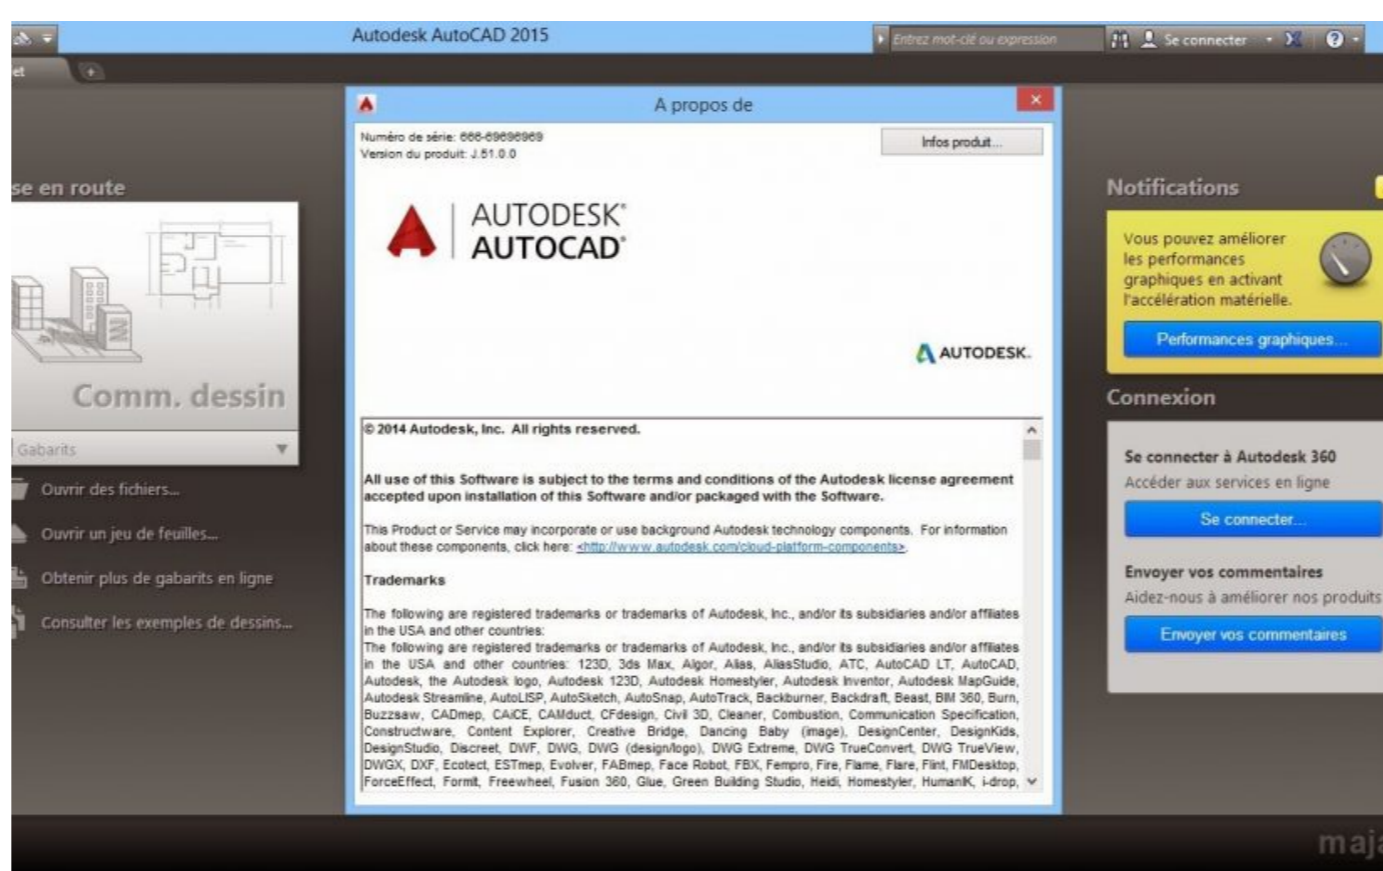 Autodesk AutoCAD 2015
Entrez mot-clé ou expression
Se connecter
?
et
+
A propos de
Numéro de série: 666-69696969
Version du produit: J.51.0.0
Infos produit...
AUTODESK®
AUTOCAD®
AUTODESK.
© 2014 Autodesk, Inc. All rights reserved.
All use of this Software is subject to the terms and conditions of the Autodesk license agreement
accepted upon installation of this Software and/or packaged with the Software.
This Product or Service may incorporate or use background Autodesk technology components. For information
about these components, click here: <http://www.autodesk.com/cloud-platform-components>.
Trademarks
The following are registered trademarks or trademarks of Autodesk, Inc., and/or its subsidiaries and/or affiliates
in the USA and other countries:
The following are registered trademarks or trademarks of Autodesk, Inc., and/or its subsidiaries and/or affiliates
in the USA and other countries: 123D, 3ds Max, Algor, Alias, AliasStudio, ATC, AutoCAD LT, AutoCAD,
Autodesk, the Autodesk logo, Autodesk 123D, Autodesk Homestyler, Autodesk Inventor, Autodesk MapGuide,
Autodesk Streamline, AutoLISP, AutoSketch, AutoSnap, AutoTrack, Backburner, Backdraft, Beast, BIM 360, Burn,
Buzzsaw, CADmep, CAiCE, CAMduct, CFdesign, Civil 3D, Cleaner, Combustion, Communication Specification,
Constructware, Content Explorer, Creative Bridge, Dancing Baby (image), DesignCenter, DesignKids,
DesignStudio, Discreet, DWF, DWG, DWG (design/logo), DWG Extreme, DWG TrueConvert, DWG TrueView,
DWGX, DXF, Ecotect, ESTmep, Evolver, FABmep, Face Robot, FBX, Fempro, Fire, Flame, Flare, Flint, FMDesktop,
ForceEffect, FormIt, Freewheel, Fusion 360, Glue, Green Building Studio, Heidi, Homestyler, HumanIK, i-drop,
se en route
Comm. dessin
Gabarits
Ouvrir des fichiers...
Ouvrir un jeu de feuilles...
Obtenir plus de gabarits en ligne
Consulter les exemples de dessins...
Notifications
Vous pouvez améliorer
les performances
graphiques en activant
l'accélération matérielle.
Performances graphiques...
Connexion
Se connecter à Autodesk 360
Accéder aux services en ligne
Se connecter...
Envoyer vos commentaires
Aidez-nous à améliorer nos produits
Envoyer vos commentaires
maja